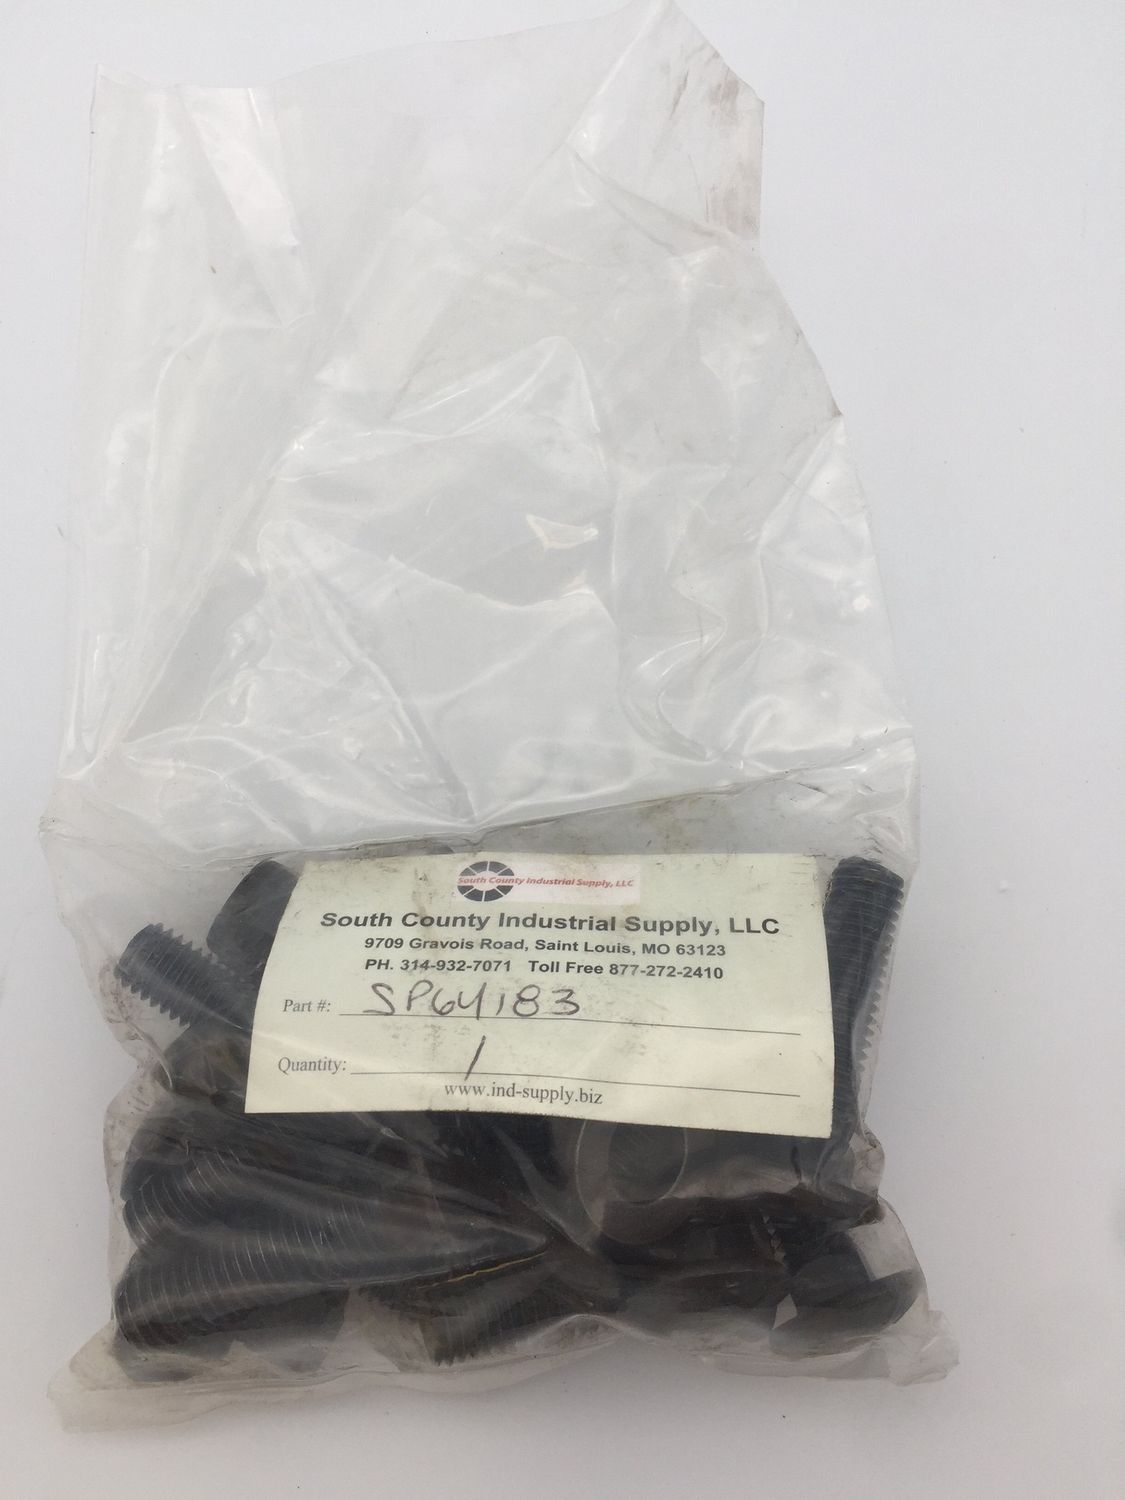 South County Industrial Supply, LLC
South County Industrial Supply, LLC
9709 Gravois Road, Saint Louis, MO 63123
PH. 314-932-7071 Toll Free 877-272-2410
Part #: SP64183
Quantity: 1
www.ind-supply.biz